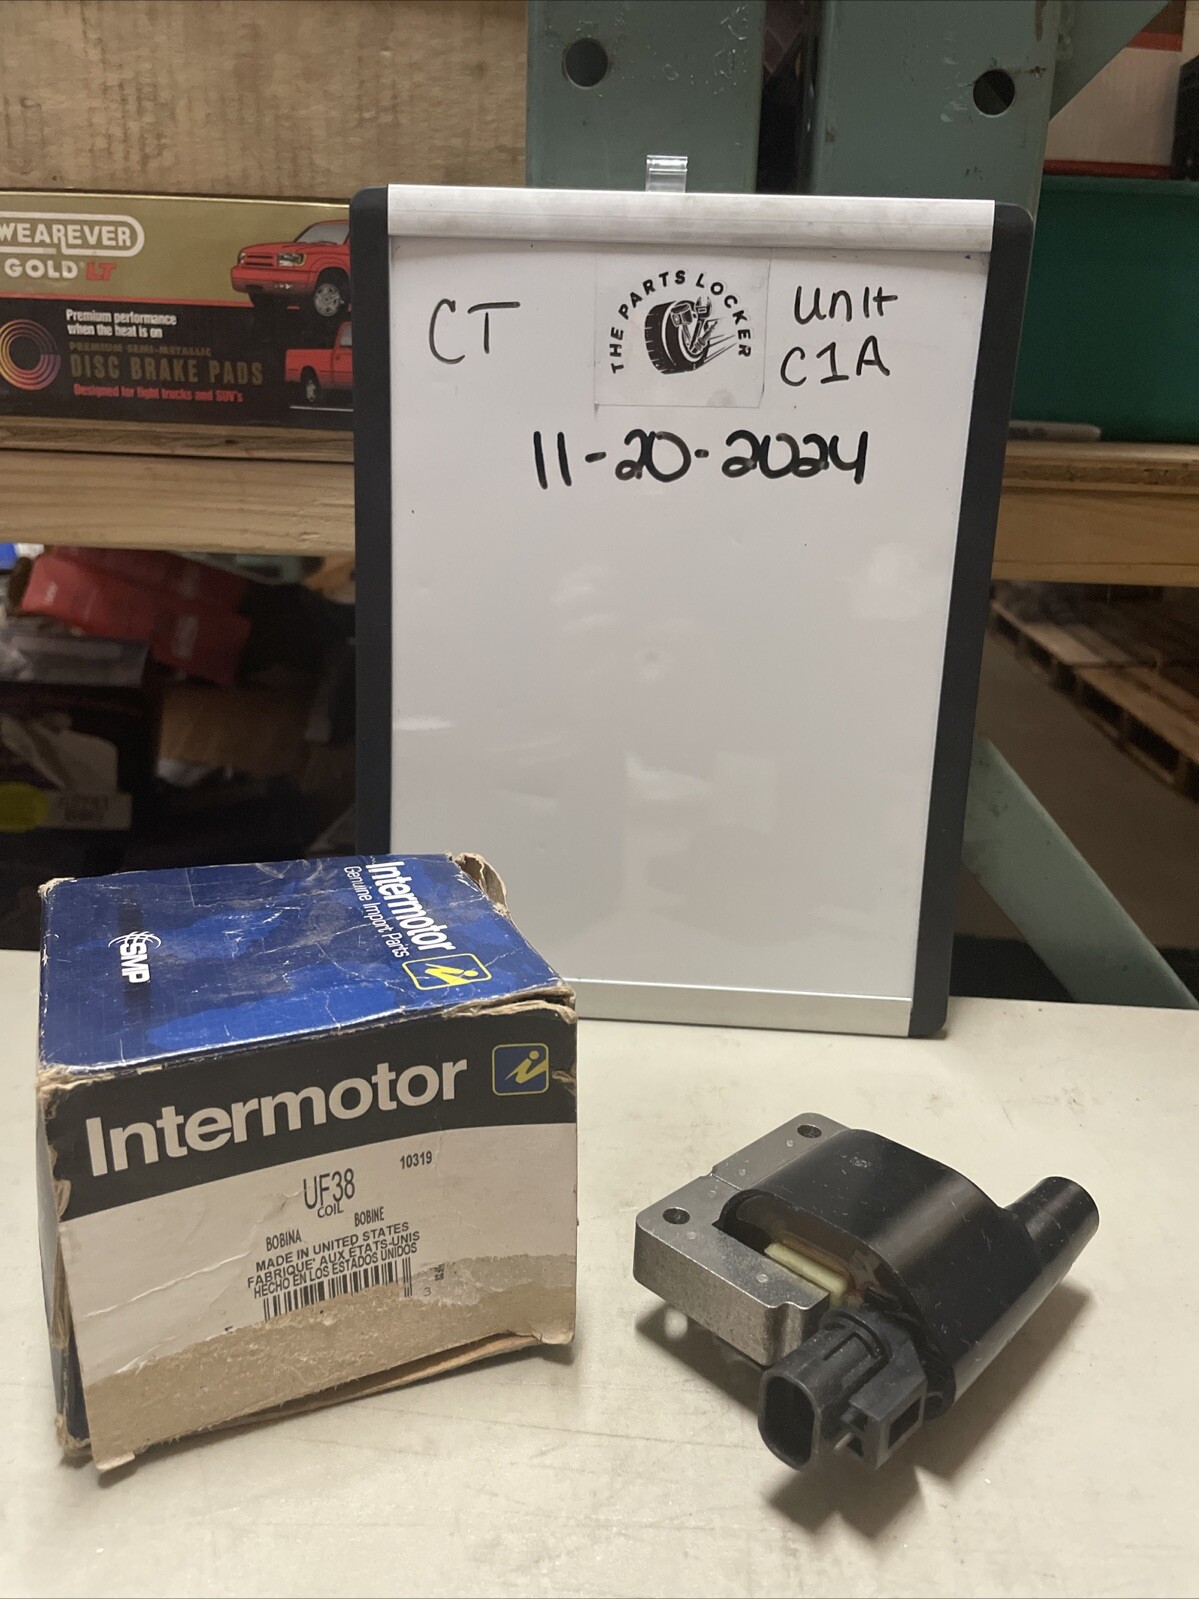 WEAREVER
GOLD LT
Premium performance
when the heat is on
PREMIUM SEMI-METALLIC
DISC BRAKE PADS
Designed for light trucks and SUV's
CT
THE PARTS LOCKER
Unit
C1A
11-20-2024
Intermotor
Genuine Import Parts
SMP
Intermotor
10319
UF38
COIL
BOBINA BOBINE
MADE IN UNITED STATES
FABRIQUE' AUX ÉTATS-UNIS
HECHO EN LOS ESTADOS UNIDOS
3